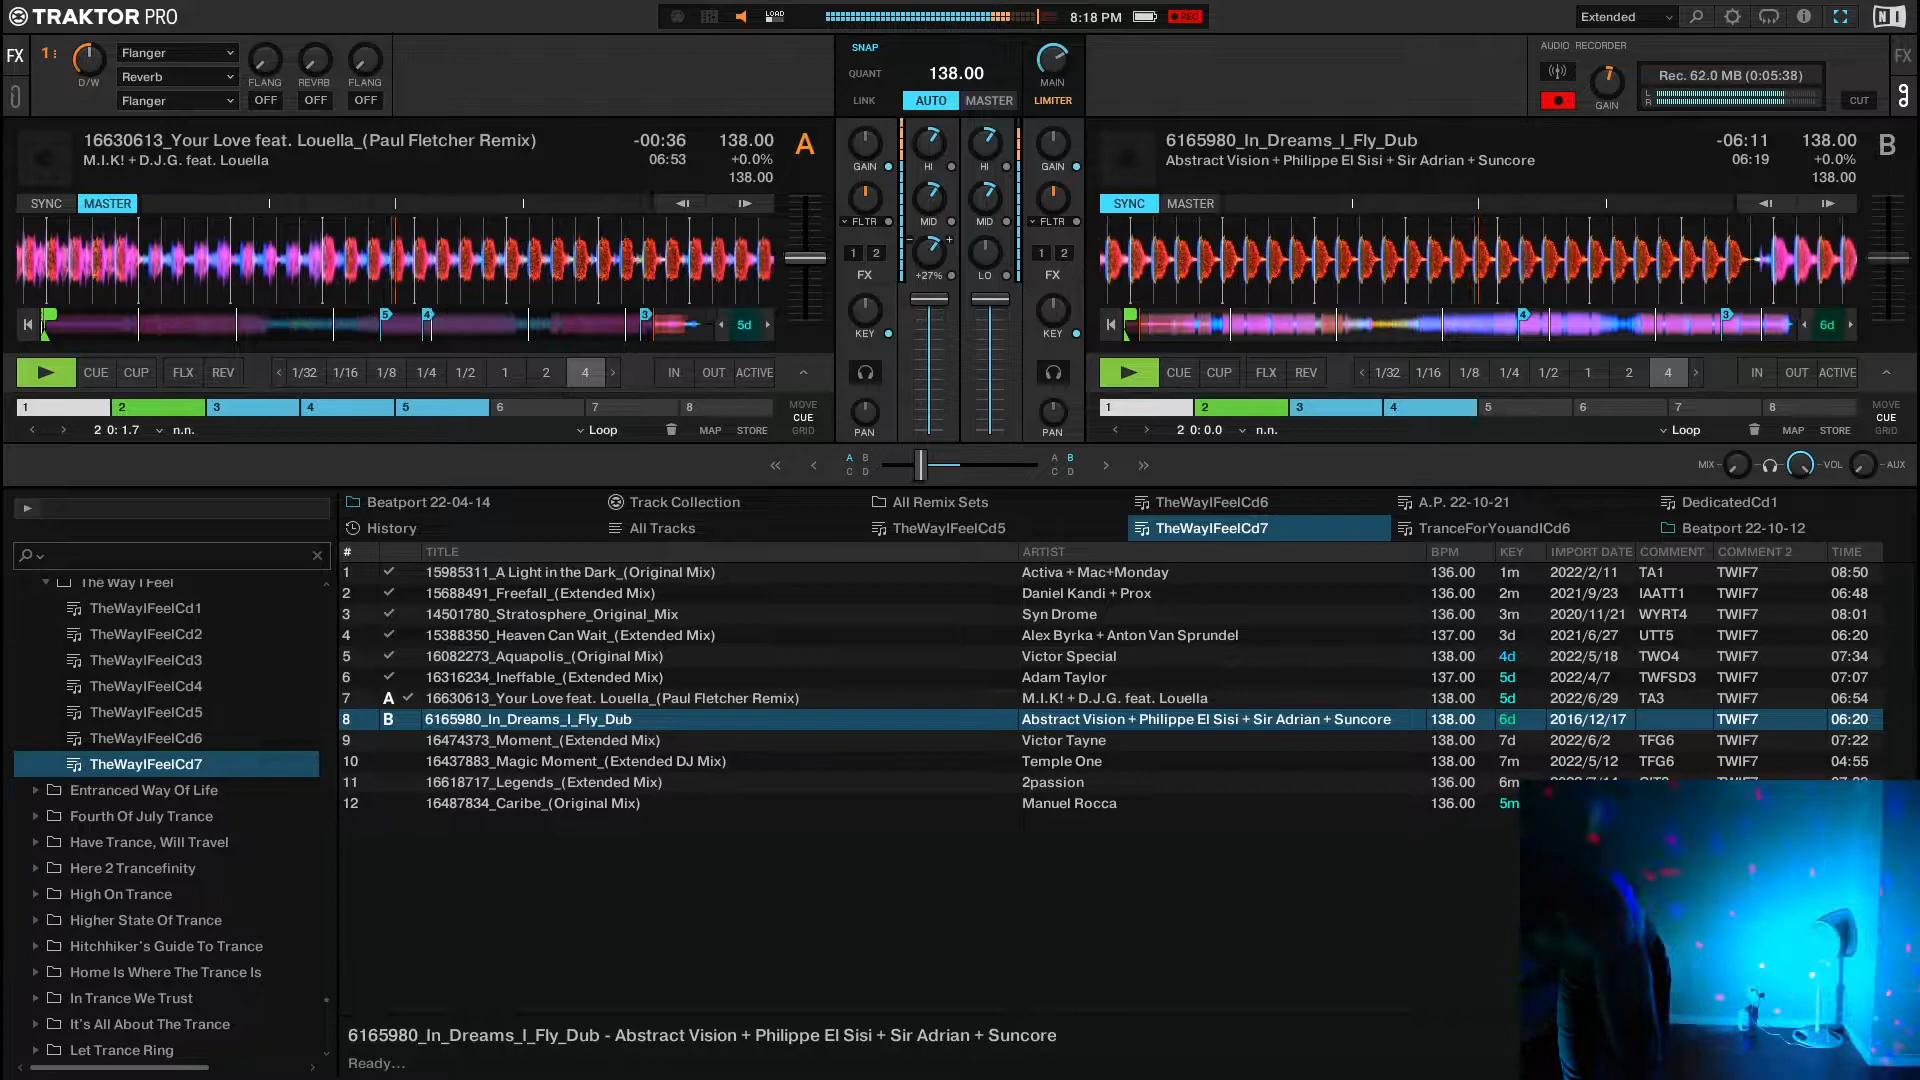 TRAKTOR PRO
LOAD
8:18 PM
REC
Extended
FX
1
D/W
Flanger
Reverb
Flanger
FLANG
REVRB
FLANG
OFF
OFF
OFF
SNAP
QUANT
LINK
138.00
AUTO
MASTER
MAIN
LIMITER
AUDIO RECORDER
GAIN
Rec. 62.0 MB (0:05:38)
L
R
CUT
FX
16630613_Your Love feat. Louella_(Paul Fletcher Remix)
M.I.K! + D.J.G. feat. Louella
-00:36
06:53
138.00
+0.0%
138.00
A
SYNC
MASTER
5
4
3
5d
CUE
CUP
FLX
REV
1/32
1/16
1/8
1/4
1/2
1
2
4
IN
OUT
ACTIVE
1
2
3
4
5
6
7
8
MOVE
CUE
GRID
2 0: 1.7
n.n.
Loop
MAP
STORE
GAIN
HI
HI
GAIN
FLTR
MID
MID
FLTR
1 2
FX
+27%
LO
1 2
FX
KEY
KEY
PAN
PAN
6165980_In_Dreams_I_Fly_Dub
Abstract Vision + Philippe El Sisi + Sir Adrian + Suncore
-06:11
06:19
138.00
+0.0%
138.00
B
SYNC
MASTER
4
3
6d
CUE
CUP
FLX
REV
1/32
1/16
1/8
1/4
1/2
1
2
4
IN
OUT
ACTIVE
1
2
3
4
5
6
7
8
MOVE
CUE
GRID
2 0: 0.0
n.n.
Loop
MAP
STORE
A B
C D
A B
C D
MIX
VOL
AUX
Beatport 22-04-14
Track Collection
All Remix Sets
TheWayIFeelCd6
A.P. 22-10-21
DedicatedCd1
History
All Tracks
TheWayIFeelCd5
TheWayIFeelCd7
TranceForYouandICd6
Beatport 22-10-12
The Way I Feel
TheWayIFeelCd1
TheWayIFeelCd2
TheWayIFeelCd3
TheWayIFeelCd4
TheWayIFeelCd5
TheWayIFeelCd6
TheWayIFeelCd7
Entranced Way Of Life
Fourth Of July Trance
Have Trance, Will Travel
Here 2 Trancefinity
High On Trance
Higher State Of Trance
Hitchhiker's Guide To Trance
Home Is Where The Trance Is
In Trance We Trust
It's All About The Trance
Let Trance Ring
# TITLE ARTIST BPM KEY IMPORT DATE COMMENT COMMENT 2 TIME
1 15985311_A Light in the Dark_(Original Mix) Activa + Mac+Monday 136.00 1m 2022/2/11 TA1 TWIF7 08:50
2 15688491_Freefall_(Extended Mix) Daniel Kandi + Prox 136.00 2m 2021/9/23 IAATT1 TWIF7 06:48
3 14501780_Stratosphere_Original_Mix Syn Drome 136.00 3m 2020/11/21 WYRT4 TWIF7 08:01
4 15388350_Heaven Can Wait_(Extended Mix) Alex Byrka + Anton Van Sprundel 137.00 3d 2021/6/27 UTT5 TWIF7 06:20
5 16082273_Aquapolis_(Original Mix) Victor Special 138.00 4d 2022/5/18 TWO4 TWIF7 07:34
6 16316234_Ineffable_(Extended Mix) Adam Taylor 137.00 5d 2022/4/7 TWFSD3 TWIF7 07:07
7 A 16630613_Your Love feat. Louella_(Paul Fletcher Remix) M.I.K! + D.J.G. feat. Louella 138.00 5d 2022/6/29 TA3 TWIF7 06:54
8 B 6165980_In_Dreams_I_Fly_Dub Abstract Vision + Philippe El Sisi + Sir Adrian + Suncore 138.00 6d 2016/12/17 TWIF7 06:20
9 16474373_Moment_(Extended Mix) Victor Tayne 138.00 7d 2022/6/2 TFG6 TWIF7 07:22
10 16437883_Magic Moment_(Extended DJ Mix) Temple One 138.00 7m 2022/5/12 TFG6 TWIF7 04:55
11 16618717_Legends_(Extended Mix) 2passion 136.00 6m
12 16487834_Caribe_(Original Mix) Manuel Rocca 136.00 5m
6165980_In_Dreams_I_Fly_Dub - Abstract Vision + Philippe El Sisi + Sir Adrian + Suncore
Ready...